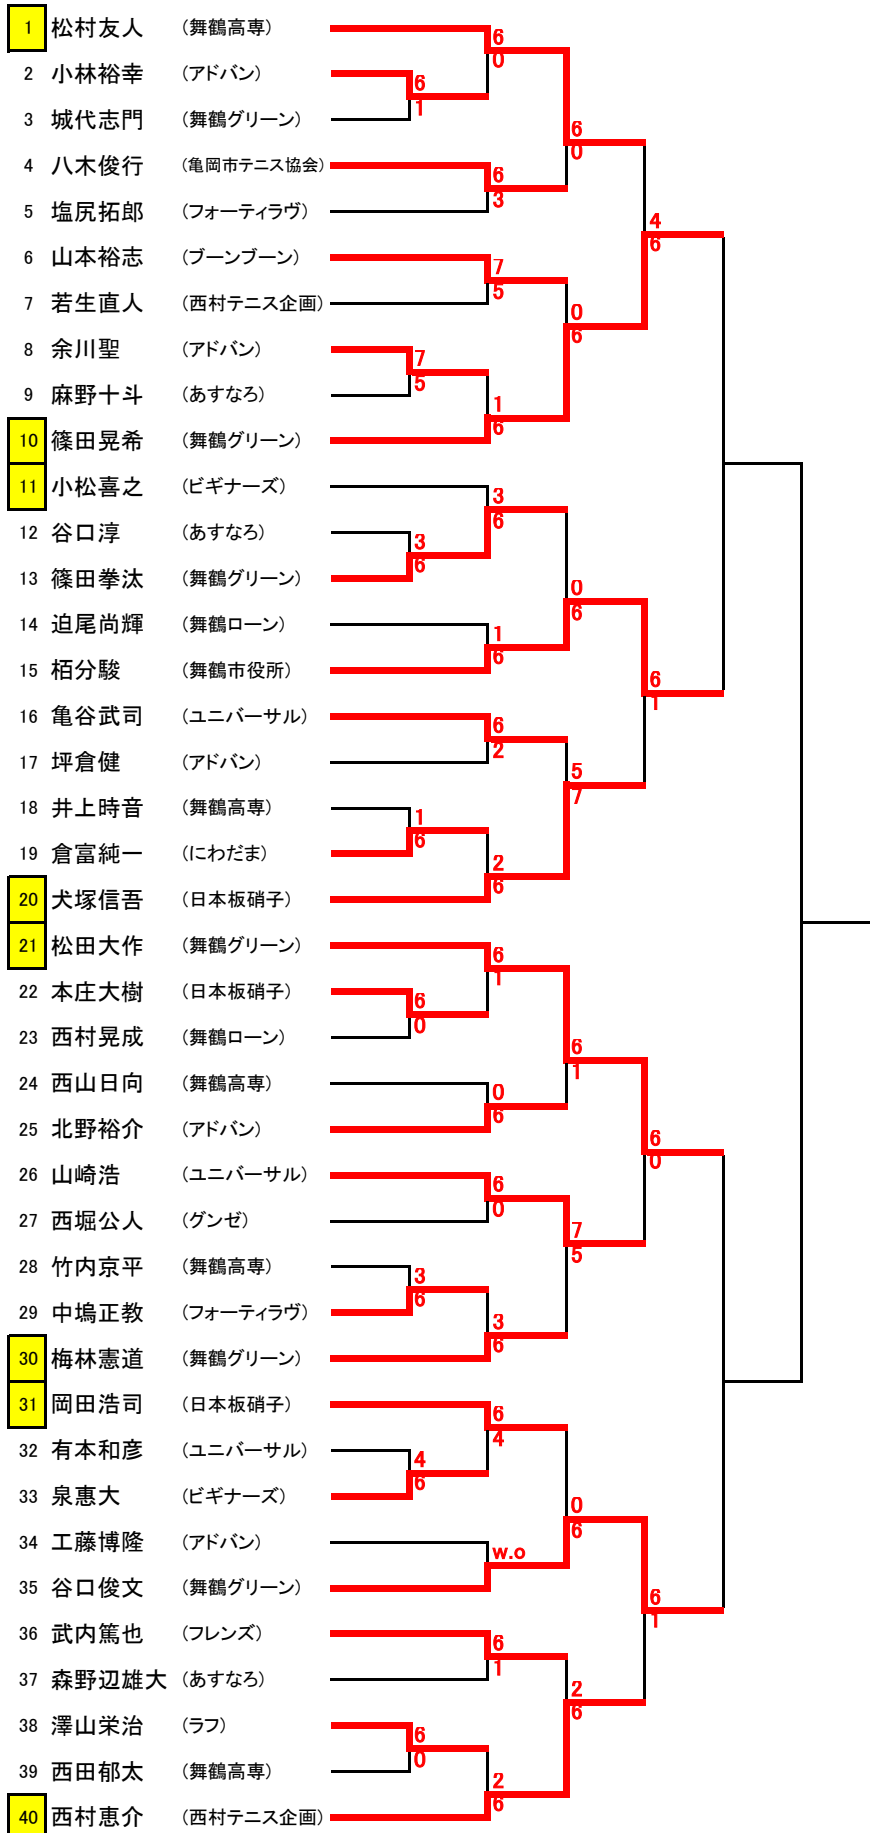 1 松村友人 (舞鶴高専)
6
0
2 小林裕幸 (アドバン)
6
1
3 城代志門 (舞鶴グリーン)
6
0
4 八木俊行 (亀岡市テニス協会)
6
3
5 塩尻拓郎 (フォーティラヴ)
4
6
6 山本裕志 (ブーンブーン)
7
5
7 若生直人 (西村テニス企画)
0
6
8 余川聖 (アドバン)
7
5
9 麻野十斗 (あすなろ)
1
6
10 篠田晃希 (舞鶴グリーン)
11 小松喜之 (ビギナーズ)
3
6
12 谷口淳 (あすなろ)
3
6
13 篠田拳汰 (舞鶴グリーン)
0
6
14 迫尾尚輝 (舞鶴ローン)
1
6
15 栢分駿 (舞鶴市役所)
6
1
16 亀谷武司 (ユニバーサル)
6
2
17 坪倉健 (アドバン)
5
7
18 井上時音 (舞鶴高専)
1
6
19 倉富純一 (にわだま)
2
6
20 犬塚信吾 (日本板硝子)
21 松田大作 (舞鶴グリーン)
6
1
22 本庄大樹 (日本板硝子)
6
0
23 西村晃成 (舞鶴ローン)
6
1
24 西山日向 (舞鶴高専)
0
6
25 北野裕介 (アドバン)
6
0
26 山崎浩 (ユニバーサル)
6
0
27 西堀公人 (グンゼ)
7
5
28 竹内京平 (舞鶴高専)
3
6
29 中塢正教 (フォーティラヴ)
3
6
30 梅林憲道 (舞鶴グリーン)
31 岡田浩司 (日本板硝子)
6
4
32 有本和彦 (ユニバーサル)
4
6
33 泉惠大 (ビギナーズ)
0
6
34 工藤博隆 (アドバン)
w.o
35 谷口俊文 (舞鶴グリーン)
6
1
36 武内篤也 (フレンズ)
6
1
37 森野辺雄大 (あすなろ)
2
6
38 澤山栄治 (ラフ)
6
0
39 西田郁太 (舞鶴高専)
2
6
40 西村恵介 (西村テニス企画)